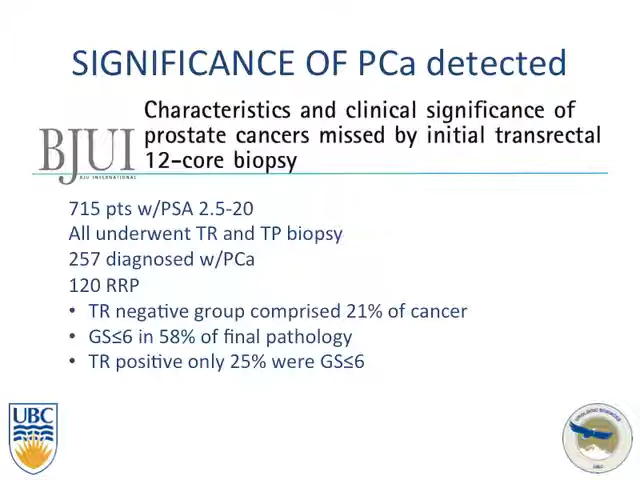 SIGNIFICANCE OF PCa detected
Characteristics and clinical significance of
prostate cancers missed by initial transrectal
12-core biopsy
BJUI
BJU INTERNATIONAL
715 pts w/PSA 2.5-20
All underwent TR and TP biopsy
257 diagnosed w/PCa
120 RRP
• TR negative group comprised 21% of cancer
• GS≤6 in 58% of final pathology
• TR positive only 25% were GS≤6
UBC
UROLOGIC SCIENCES
UBC